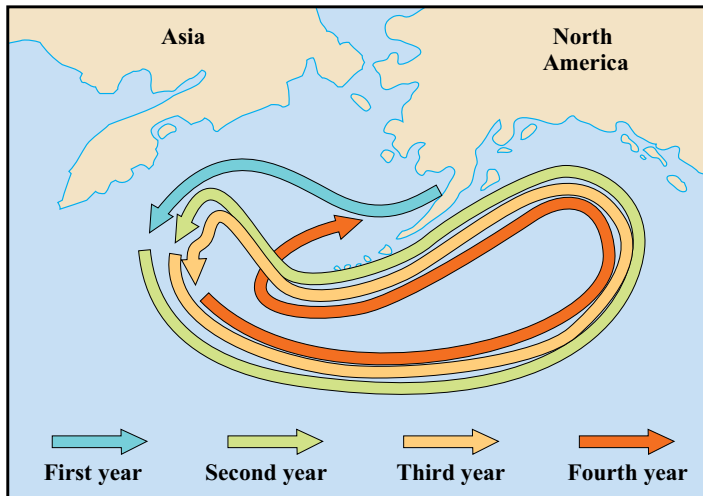 Asia
North
America
First year
Second year
Third year
Fourth year